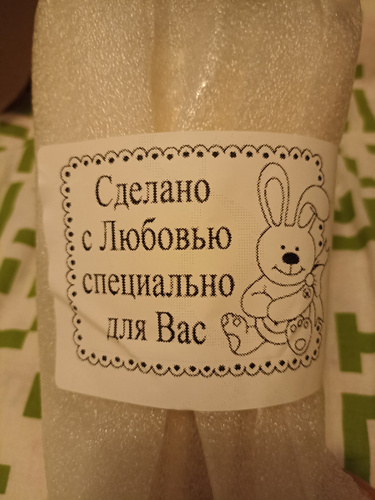 Сделано
с Любовью
специально
для Вас